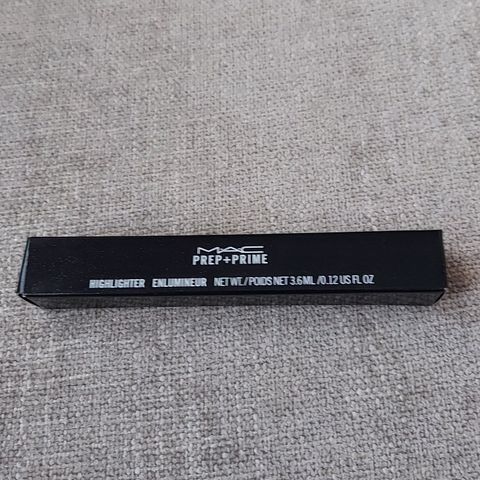 MAC
PREP+PRIME
HIGHLIGHTER ENLUMINEUR NET WT./POIDS NET 3.6 ML /0.12 US FL OZ